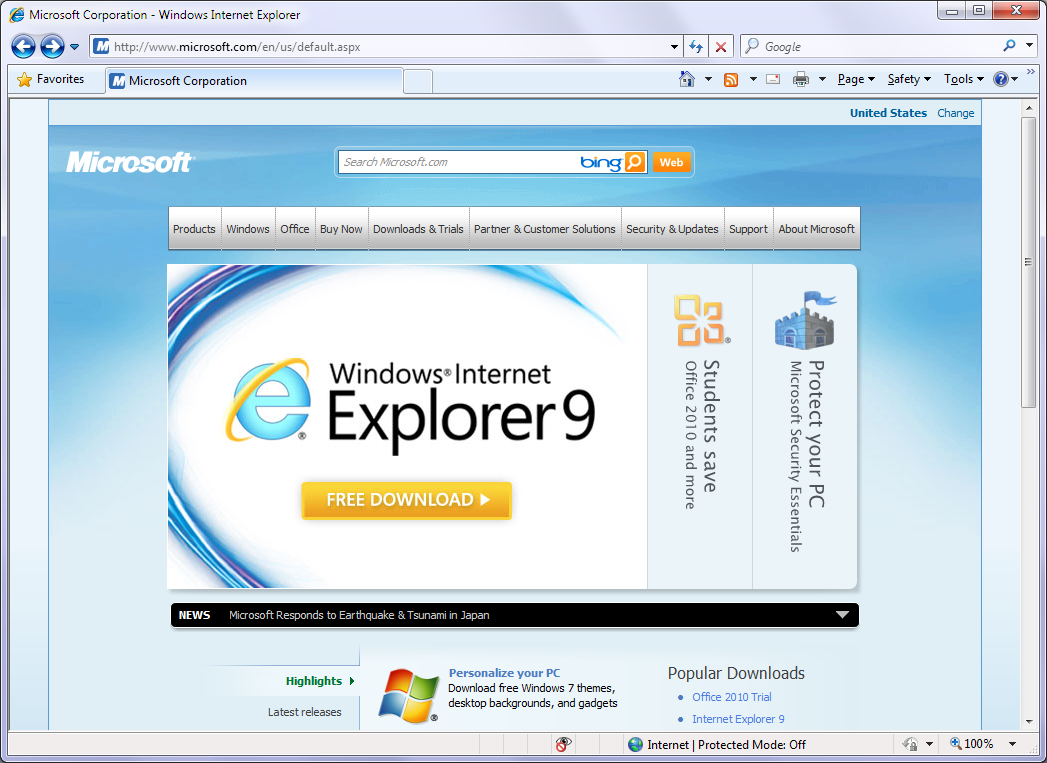 Microsoft Corporation - Windows Internet Explorer
http://www.microsoft.com/en/us/default.aspx
Google
Favorites
Microsoft Corporation
Page
Safety
Tools
United States Change
Microsoft
Search Microsoft.com
bing
Web
Products
Windows
Office
Buy Now
Downloads & Trials
Partner & Customer Solutions
Security & Updates
Support
About Microsoft
Windows® Internet
Explorer 9
FREE DOWNLOAD
Students save
Office 2010 and more
Protect your PC
Microsoft Security Essentials
NEWS Microsoft Responds to Earthquake & Tsunami in Japan
Highlights
Latest releases
Personalize your PC
Download free Windows 7 themes,
desktop backgrounds, and gadgets
Popular Downloads
Office 2010 Trial
Internet Explorer 9
Internet | Protected Mode: Off
100%